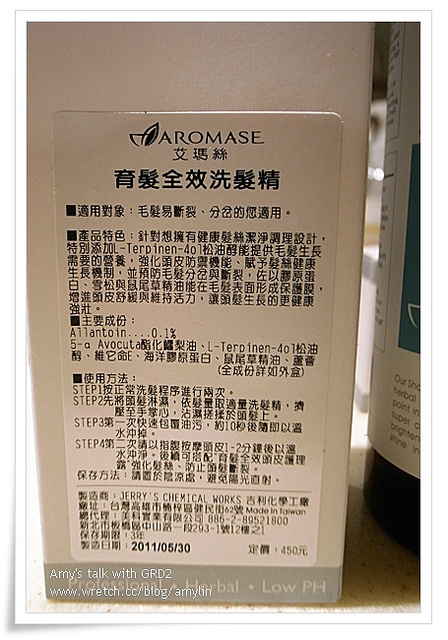 AROMASE
艾瑪絲
育髮全效洗髮精
■適用對象：毛髮易斷裂、分岔的您適用。
■產品特色：針對想擁有健康髮絲潔淨調理設計，
特別添加L-Terpinen-4ol松油醇能提供毛髮生長
需要的營養，強化頭皮防禦機能、賦予髮絲健康
生長機制，並預防毛髮分岔與斷裂，佐以膠原蛋
白、雪松與鼠尾草精油能在毛髮表面形成保護膜，
增進頭皮舒緩與維持活力，讓頭髮生長的更健康
強壯。
■主要成份：
Allantoin....0.1%
5-α Avocuta酯化鱷梨油、L-Terpinen-4ol松油
醇、維它命E、海洋膠原蛋白、鼠尾草精油、蘆薈
(全成份詳如外盒)
■使用方法：
STEP1按正常洗髮程序進行兩次。
STEP2先將頭髮淋濕，依髮量取適量洗髮精，擠
壓至手掌心，沾濕搓揉於頭髮上。
STEP3第一次快速包覆油污，約10秒後隨即以溫
水沖掉。
STEP4第二次請以指腹按摩頭皮1-2分鐘後以溫
水沖淨。後續可搭配 育髮全效頭皮護理
露 強化髮絲、防止頭髮斷裂。
保存方法：請置於陰涼處，避免陽光直射。
製造商：JERRY'S CHEMICAL WORKS 吉利化學工廠
廠址：台灣高雄市楠梓區健民街62號 Made In Taiwan
總代理：美科實業有限公司 886-2-89521800
新北市板橋區中山路一段293-1號12樓之1
保存期限：3年
製造日期：2011/05/30 定價：450元
Professional • Herbal • Low PH
Our Sha
herbal
point in
super c
brighten
shine in
Amy's talk with GRD2
www.wretch.cc/blog/amylin